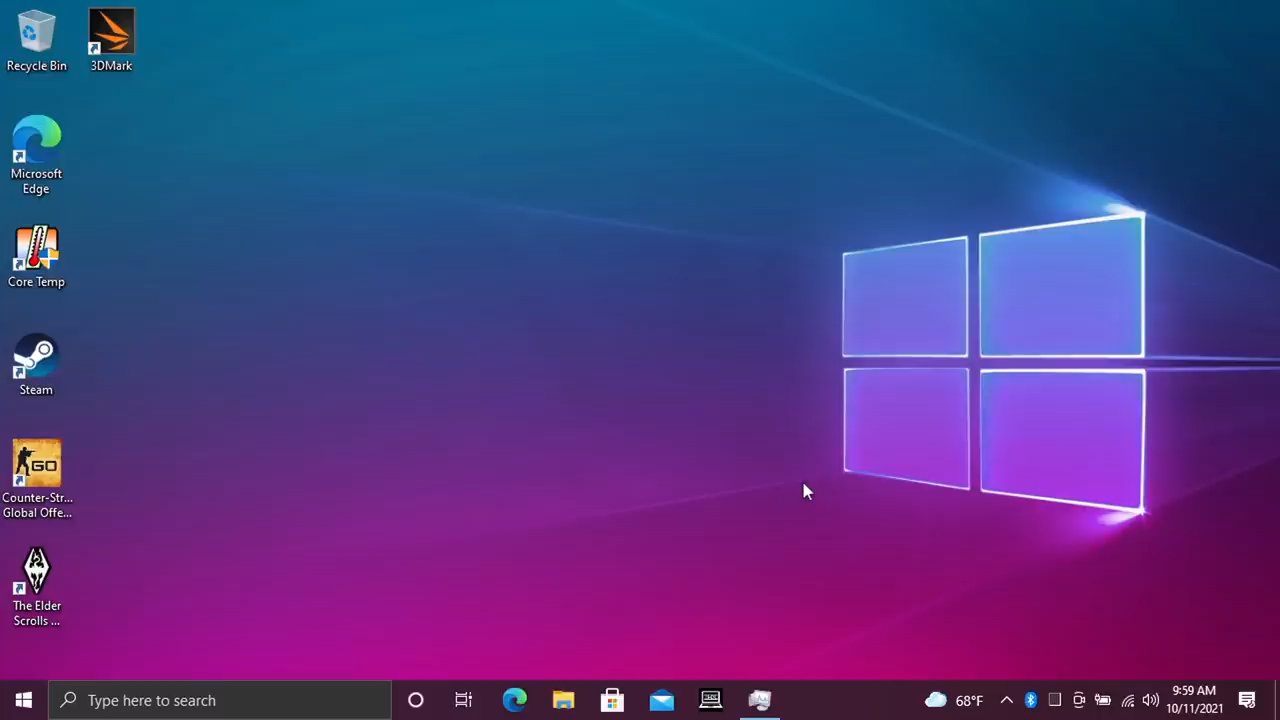 Recycle Bin
3DMark
Microsoft
Edge
Core Temp
Steam
GO
Counter-Str...
Global Offe...
The Elder
Scrolls ...
Type here to search
68°F
9:59 AM
10/11/2021